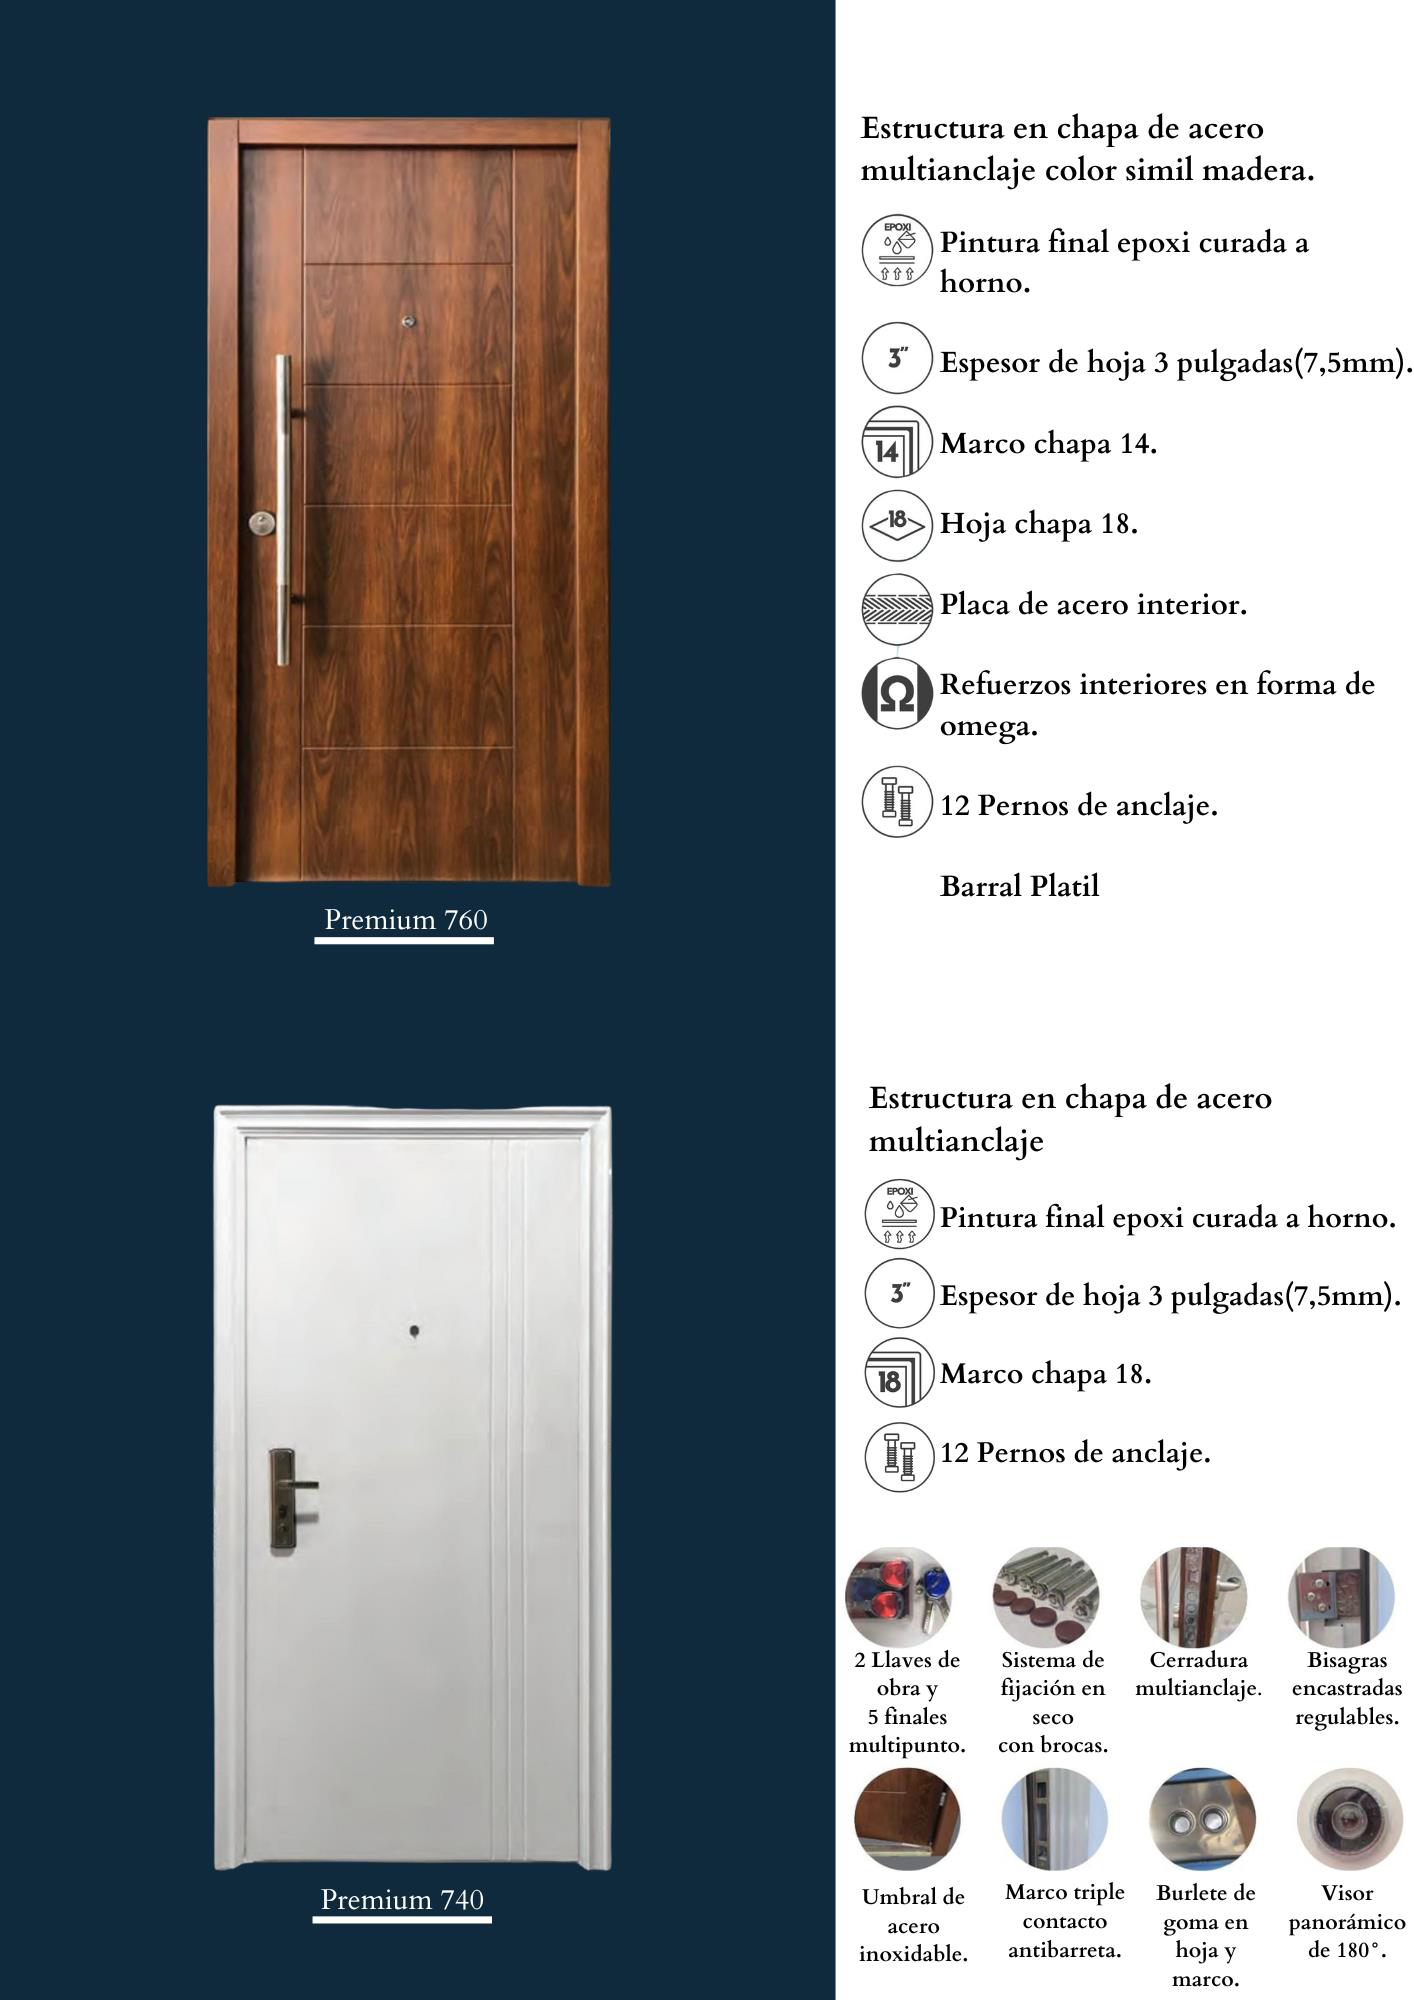 Estructura en chapa de acero
multianclaje color simil madera.
EPOXI
Pintura final epoxi curada a
horno.
3"
Espesor de hoja 3 pulgadas(7,5mm).
14
Marco chapa 14.
18
Hoja chapa 18.
Placa de acero interior.
Ω
Refuerzos interiores en forma de
omega.
12 Pernos de anclaje.
Barral Platil
Premium 760
Estructura en chapa de acero
multianclaje
EPOXI
Pintura final epoxi curada a horno.
3"
Espesor de hoja 3 pulgadas(7,5mm).
18
Marco chapa 18.
12 Pernos de anclaje.
Premium 740
2 Llaves de
obra y
5 finales
multipunto.
Sistema de
fijación en
seco
con brocas.
Cerradura
multianclaje.
Bisagras
encastradas
regulables.
Umbral de
acero
inoxidable.
Marco triple
contacto
antibarreta.
Burlete de
goma en
hoja y
marco.
Visor
panorámico
de 180°.